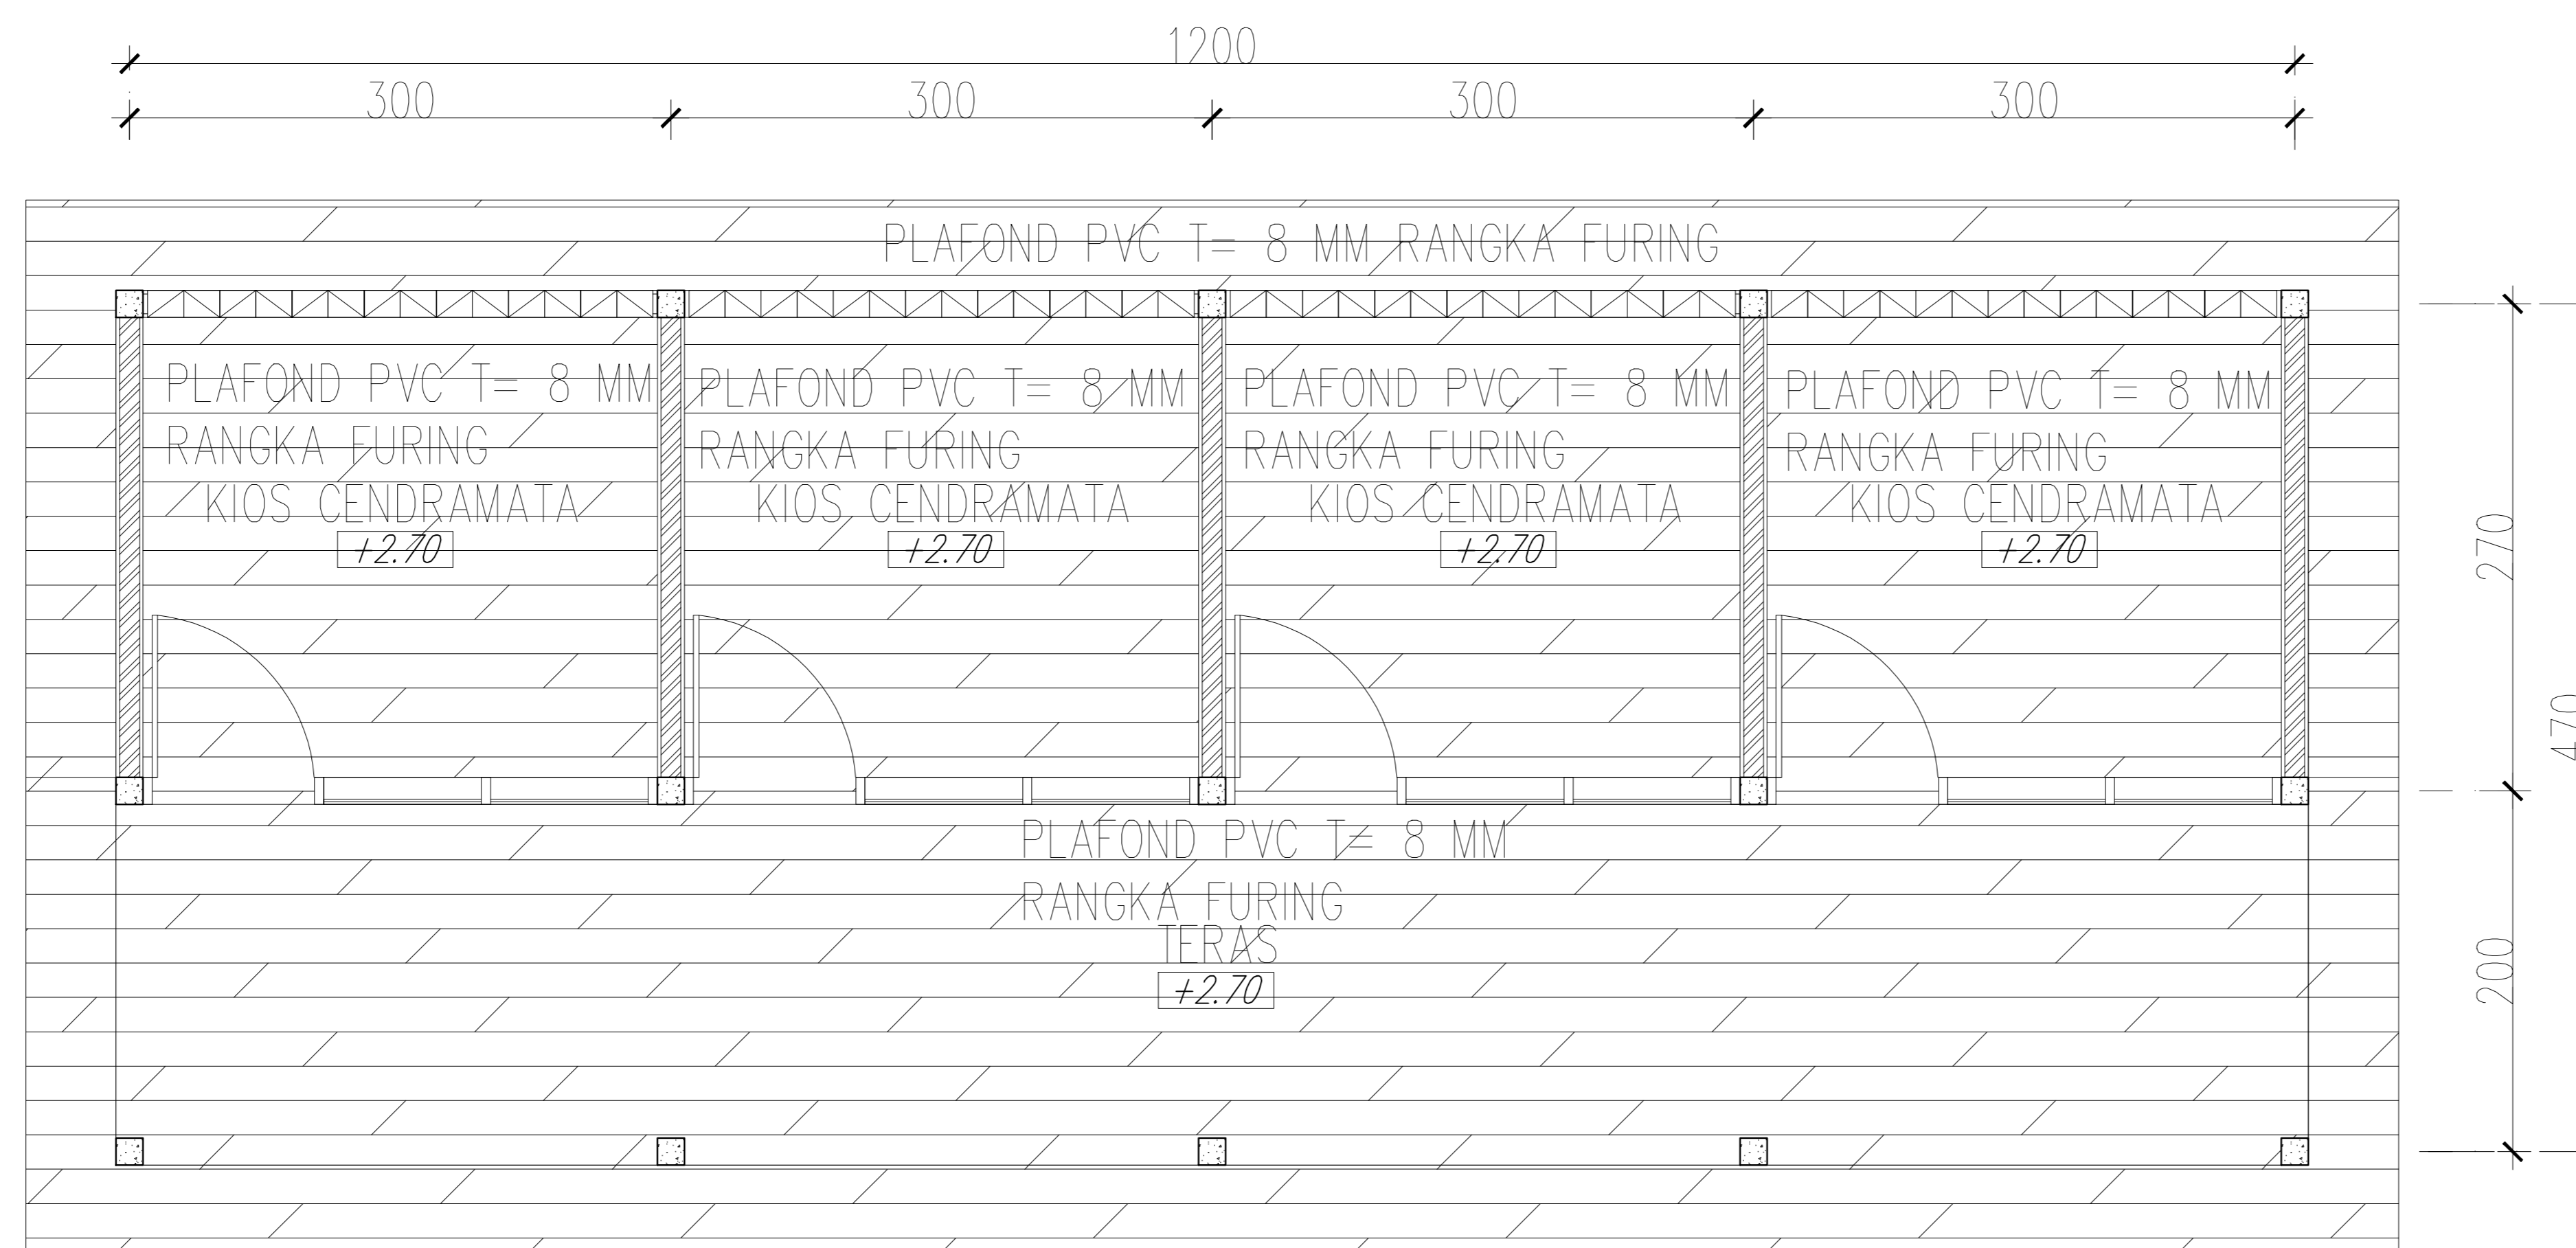 1200
300 300 300 300
PLAFOND PVC T= 8 MM RANGKA FURING
PLAFOND PVC T= 8 MM
RANGKA FURING
KIOS CENDRAMATA
+2.70
PLAFOND PVC T= 8 MM
RANGKA FURING
KIOS CENDRAMATA
+2.70
PLAFOND PVC T= 8 MM
RANGKA FURING
KIOS CENDRAMATA
+2.70
PLAFOND PVC T= 8 MM
RANGKA FURING
KIOS CENDRAMATA
+2.70
270
470
200
PLAFOND PVC T= 8 MM
RANGKA FURING
TERAS
+2.70